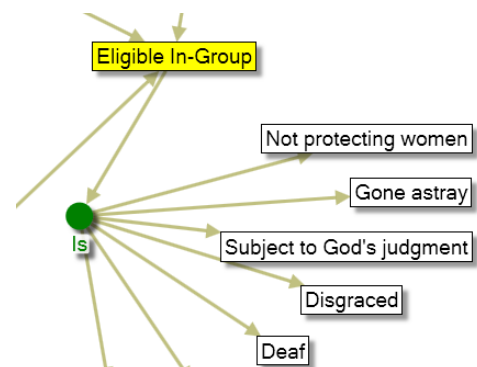 Eligible In-Group
Not protecting women
Gone astray
Is
Subject to God's judgment
Disgraced
Deaf